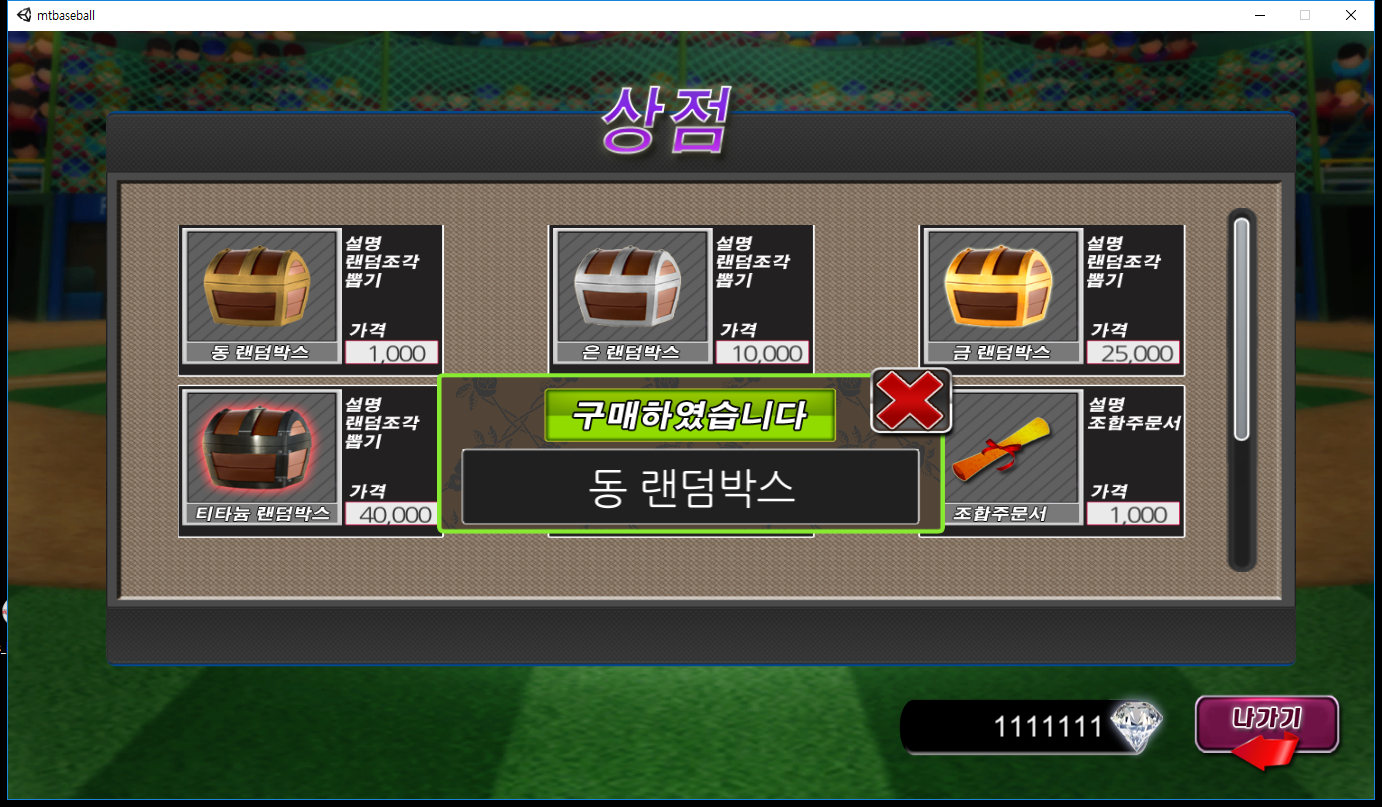 mtbaseball
상점
설명
랜덤조각
뽑기
가격
동 랜덤박스
1,000
설명
랜덤조각
뽑기
가격
은 랜덤박스
10,000
설명
랜덤조각
뽑기
가격
금 랜덤박스
25,000
설명
랜덤조각
뽑기
가격
티타늄 랜덤박스
40,000
구매하였습니다
동 랜덤박스
설명
조합주문서
가격
조합주문서
1,000
1111111
나가기